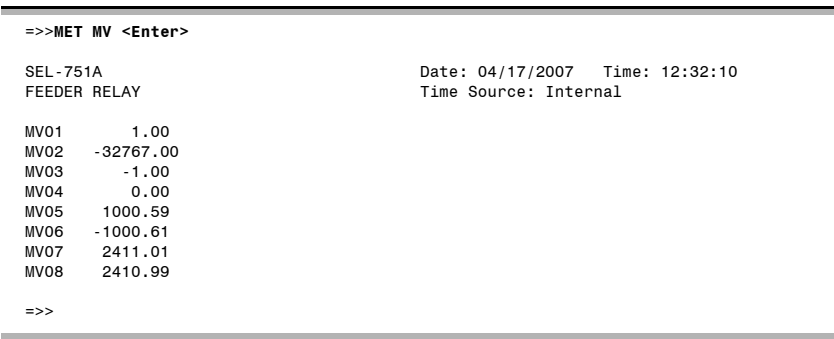 =>>MET MV <Enter>
SEL-751A Date: 04/17/2007 Time: 12:32:10
FEEDER RELAY Time Source: Internal
MV01 1.00
MV02 -32767.00
MV03 -1.00
MV04 0.00
MV05 1000.59
MV06 -1000.61
MV07 2411.01
MV08 2410.99
=>>